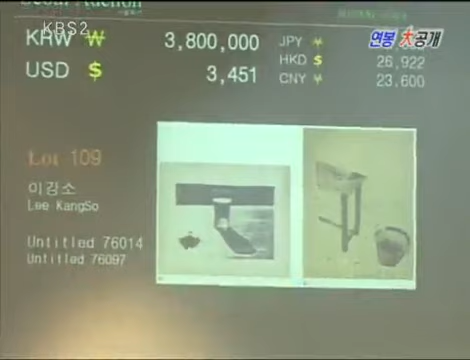 Seoul Auction
KBS2
연봉 大공개
KRW ₩ 3,800,000
USD $ 3,451
JPY ¥
HKD $ 26,922
CNY ¥ 23,600
Lot 109
이강소
Lee KangSo
Untitled 76014
Untitled 76097